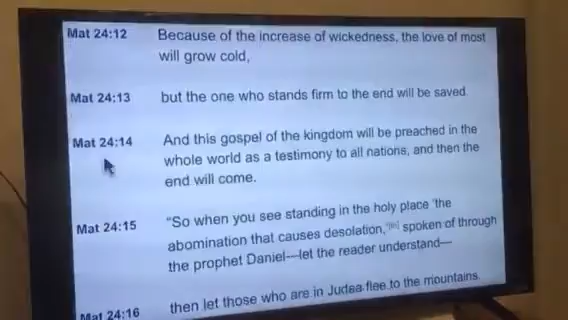 Mat 24:12 Because of the increase of wickedness, the love of most
will grow cold,
Mat 24:13 but the one who stands firm to the end will be saved.
Mat 24:14 And this gospel of the kingdom will be preached in the
whole world as a testimony to all nations, and then the
end will come.
Mat 24:15 "So when you see standing in the holy place 'the
abomination that causes desolation,' spoken of through
the prophet Daniel—let the reader understand—
Mat 24:16 then let those who are in Judea flee to the mountains.